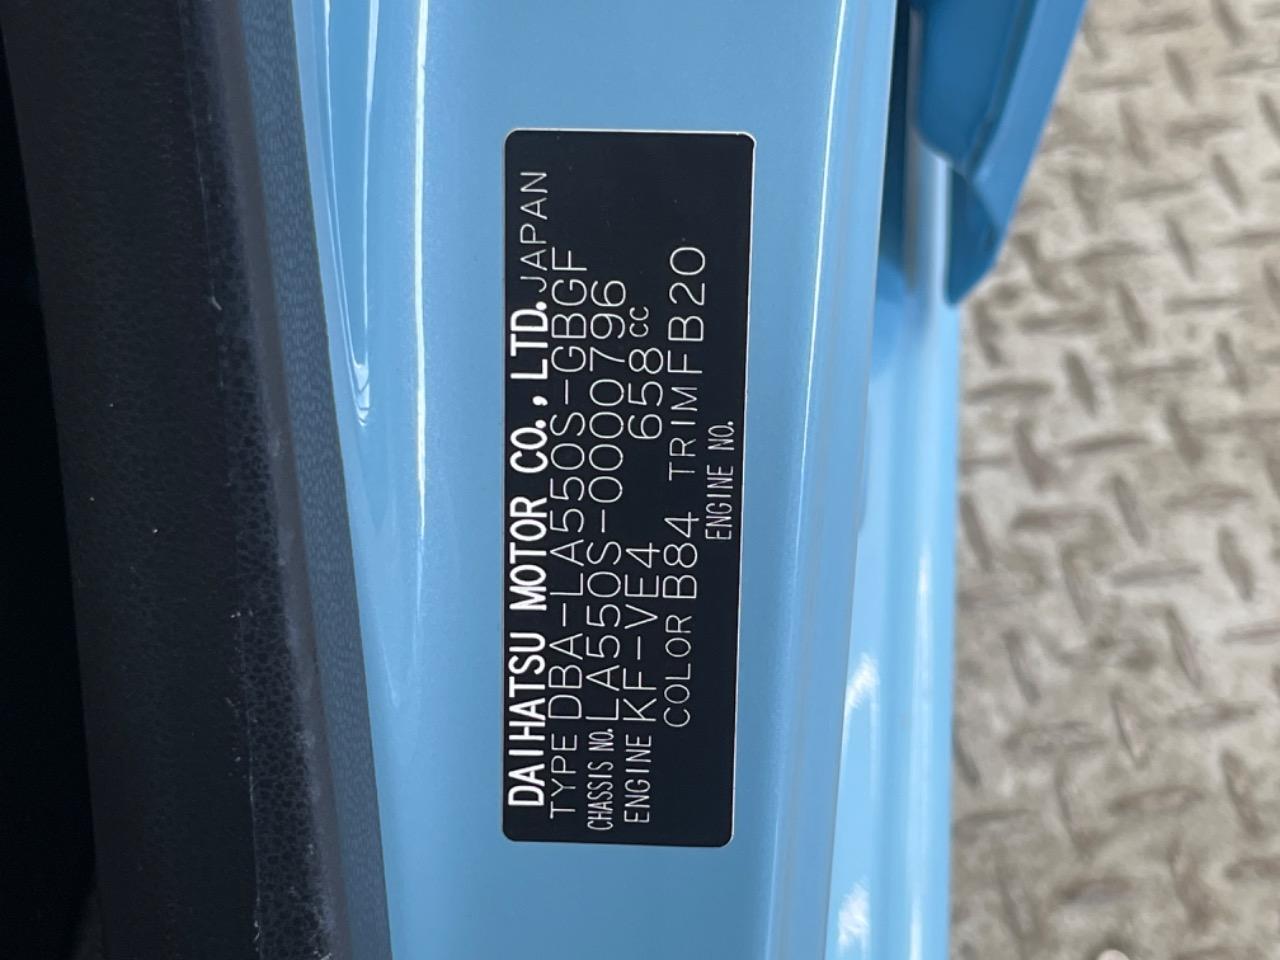 DAIHATSU MOTOR CO., LTD. JAPAN
TYPE DBA-LA550S-GBGF
CHASSIS NO. LA550S-0000796
ENGINE KF-VE4 658cc
COLOR B84 TRIM FB20
ENGINE NO.